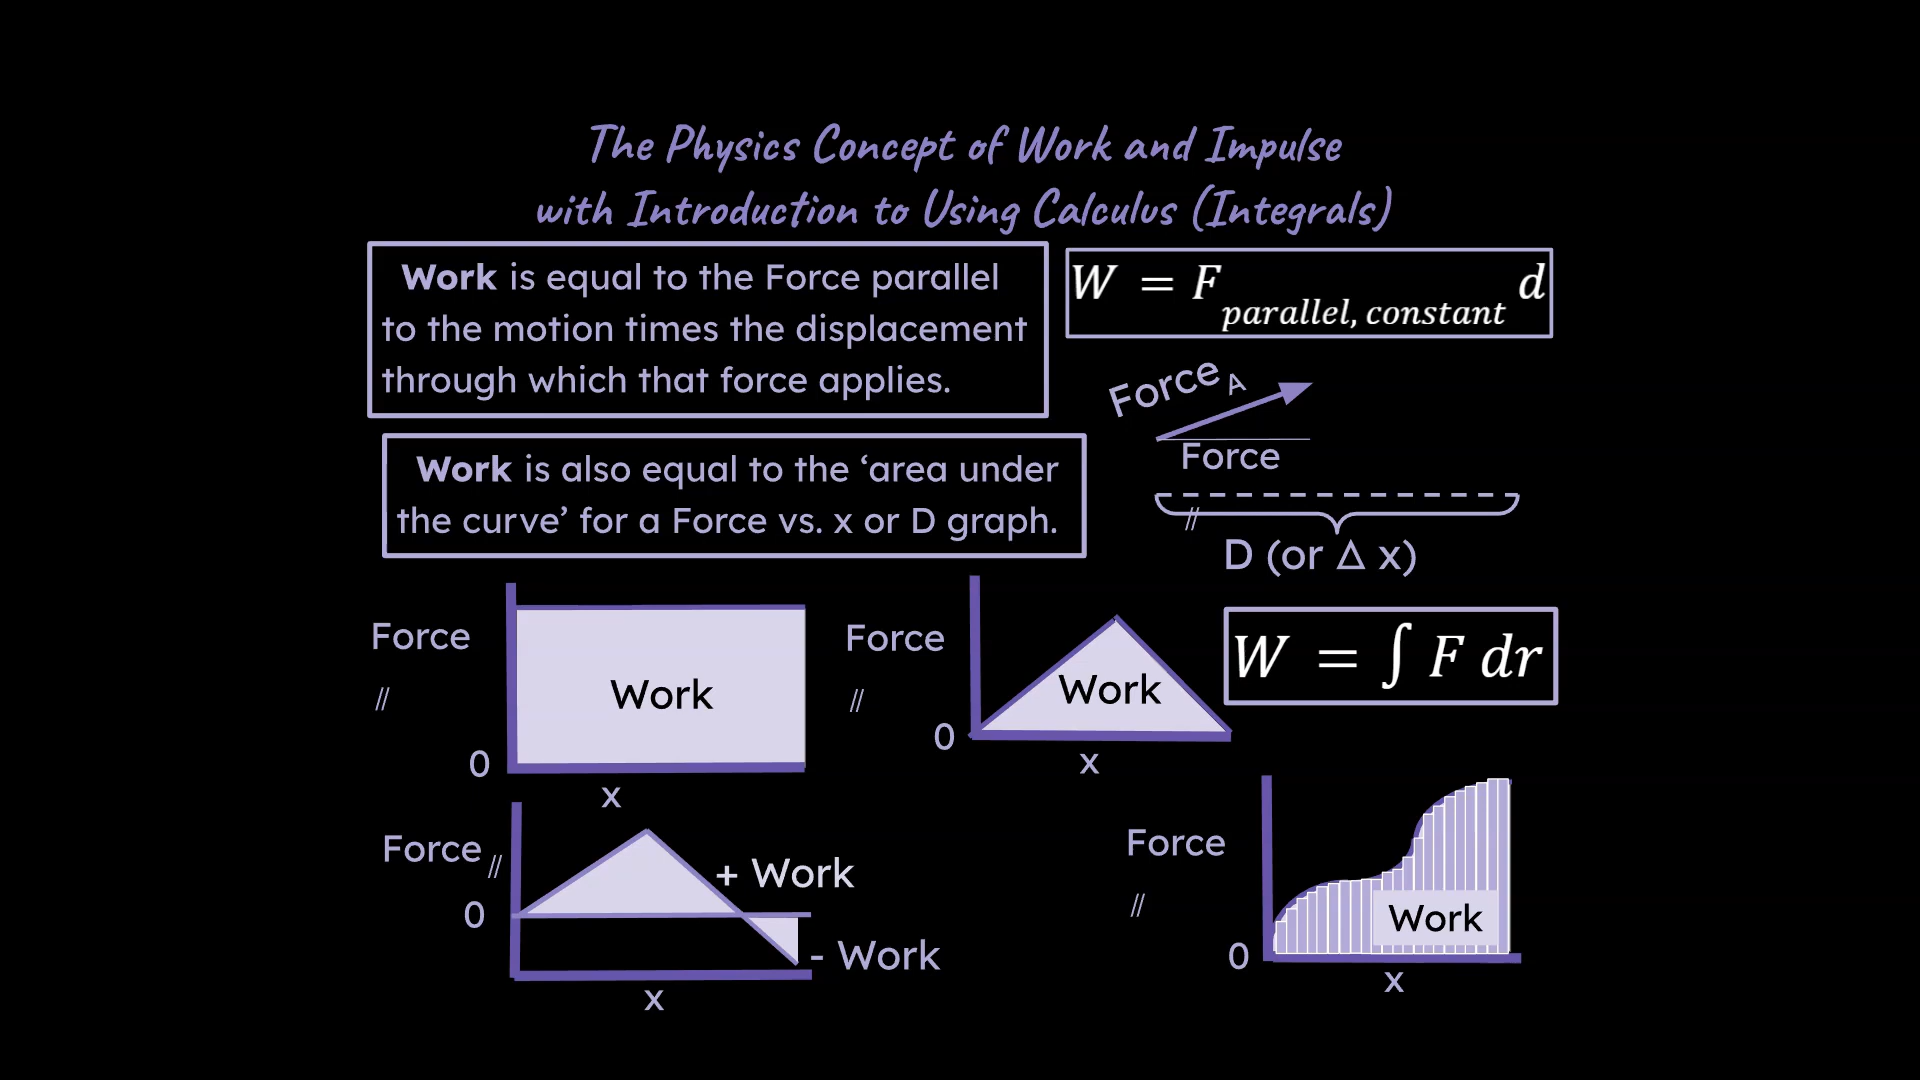 The Physics Concept of Work and Impulse
with Introduction to Using Calculus (Integrals)
Work is equal to the Force parallel
to the motion times the displacement
through which that force applies.
W = F parallel, constant d
Force A
Force
//
D (or Δ x)
Work is also equal to the ‘area under
the curve’ for a Force vs. x or D graph.
Force
//
Work
0
x
Force
//
Work
0
x
W = ∫ F dr
Force //
0
+ Work
- Work
x
Force
//
Work
0
x